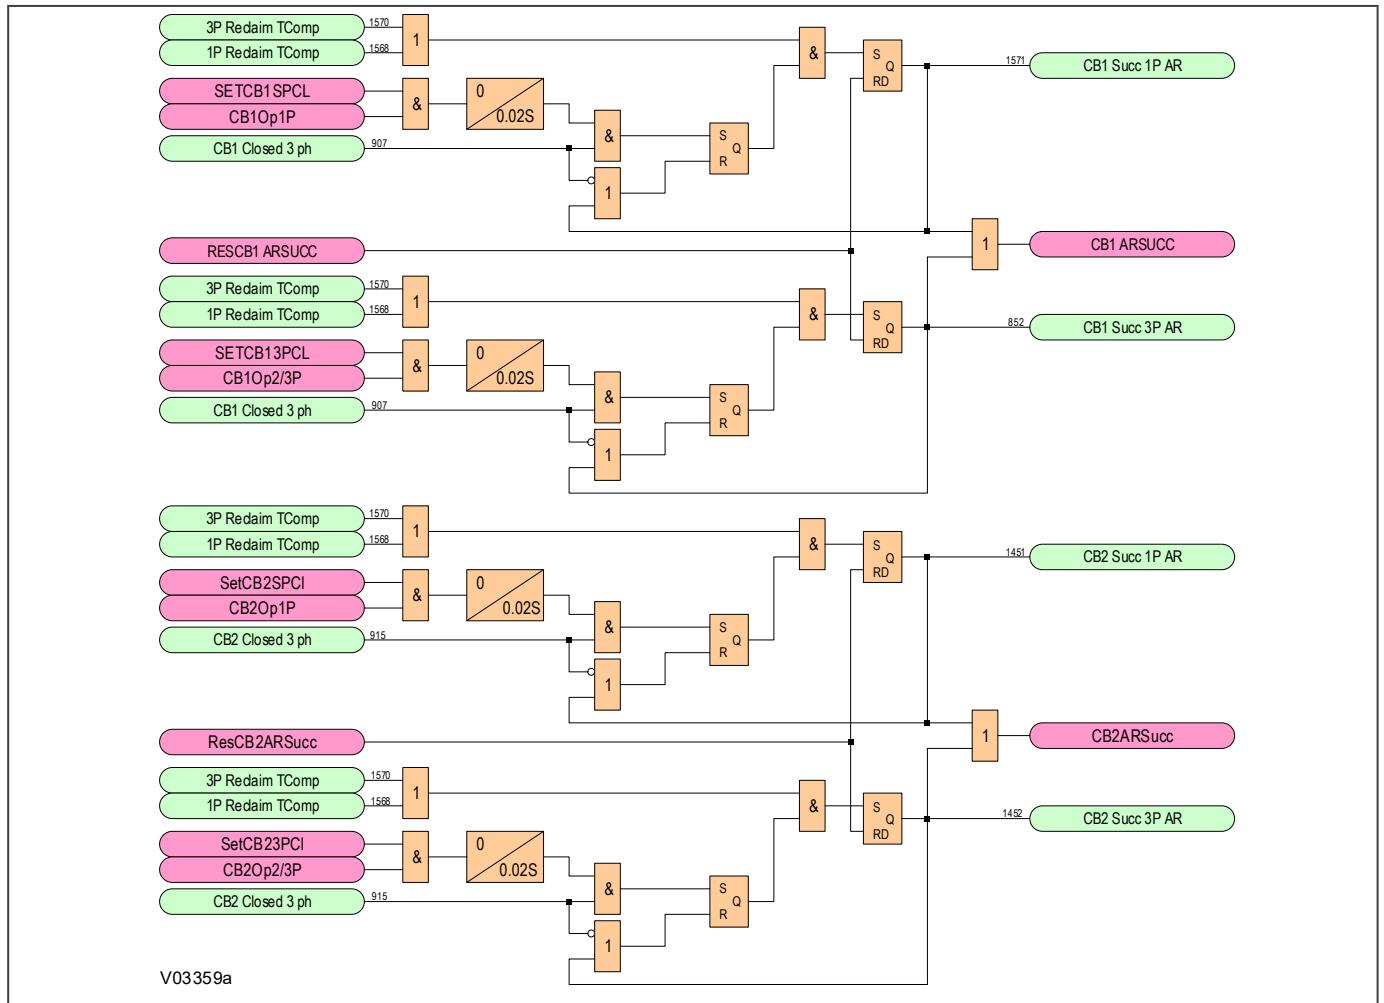 3P Reclaim TComp 1570
1P Reclaim TComp 1568
1
&
S Q RD
1571 CB1 Succ 1P AR
SETCB1SPCL
CB1Op1P
&
0 0.02S
&
S Q R
CB1 Closed 3 ph 907
1
RESCB1 ARSUCC
1
CB1 ARSUCC
3P Reclaim TComp 1570
1P Reclaim TComp 1568
1
&
S Q RD
852 CB1 Succ 3P AR
SETCB13PCL
CB1Op2/3P
&
0 0.02S
&
S Q R
CB1 Closed 3 ph 907
1
3P Reclaim TComp 1570
1P Reclaim TComp 1568
1
&
S Q RD
1451 CB2 Succ 1P AR
SetCB2SPCl
CB2Op1P
&
0 0.02S
&
S Q R
CB2 Closed 3 ph 915
1
ResCB2ARSucc
1
CB2ARSucc
3P Reclaim TComp 1570
1P Reclaim TComp 1568
1
&
S Q RD
1452 CB2 Succ 3P AR
SetCB23PCl
CB2Op2/3P
&
0 0.02S
&
S Q R
CB2 Closed 3 ph 915
1
V03359a